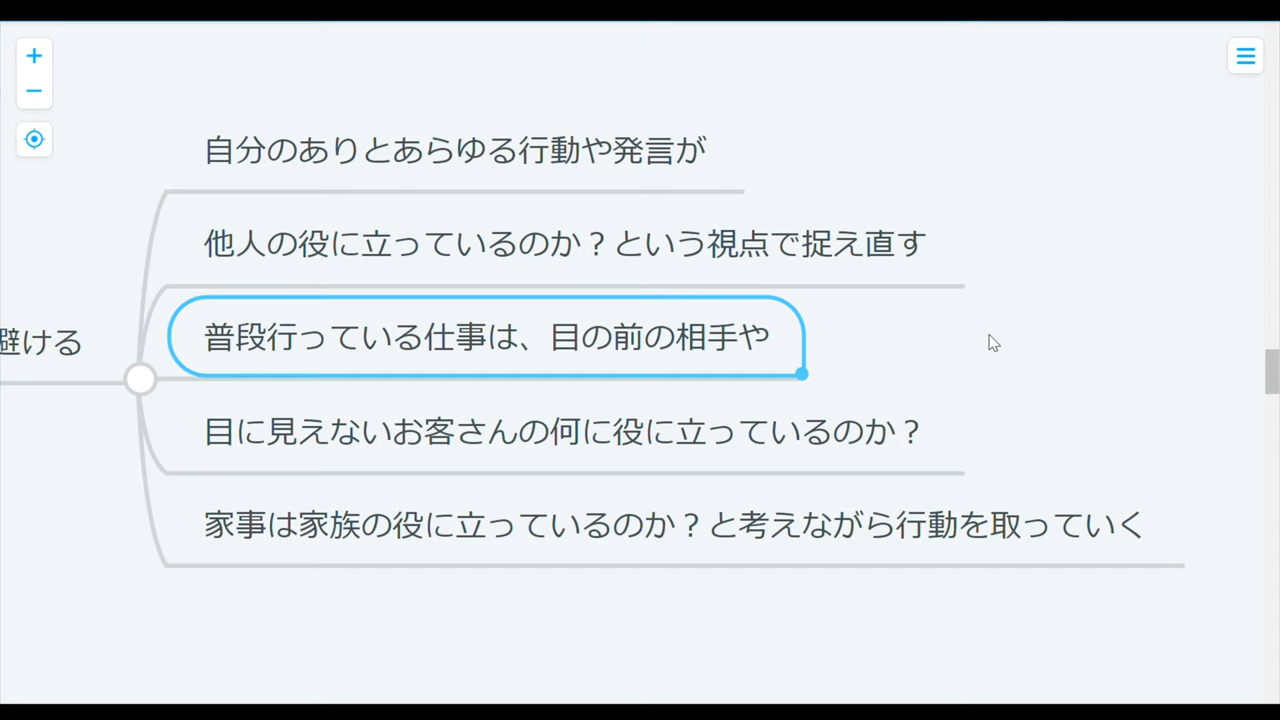 自分のありとあらゆる行動や発言が
他人の役に立っているのか？という視点で捉え直す
普段行っている仕事は、目の前の相手や
避ける
目に見えないお客さんの何に役に立っているのか？
家事は家族の役に立っているのか？と考えながら行動を取っていく